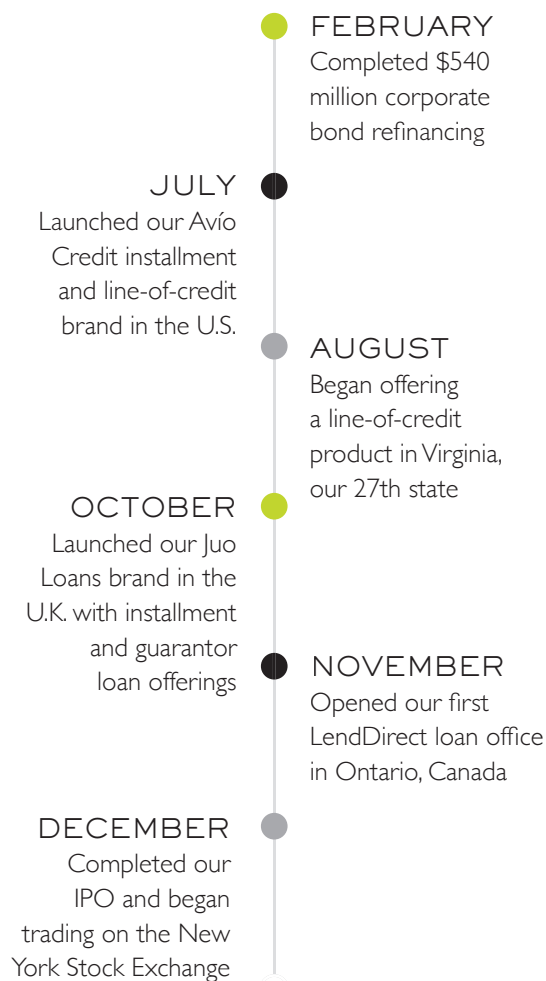 FEBRUARY
Completed $540
million corporate
bond refinancing
JULY
Launched our Avío
Credit installment
and line-of-credit
brand in the U.S.
AUGUST
Began offering
a line-of-credit
product in Virginia,
our 27th state
OCTOBER
Launched our Juo
Loans brand in the
U.K. with installment
and guarantor
loan offerings
NOVEMBER
Opened our first
LendDirect loan office
in Ontario, Canada
DECEMBER
Completed our
IPO and began
trading on the New
York Stock Exchange